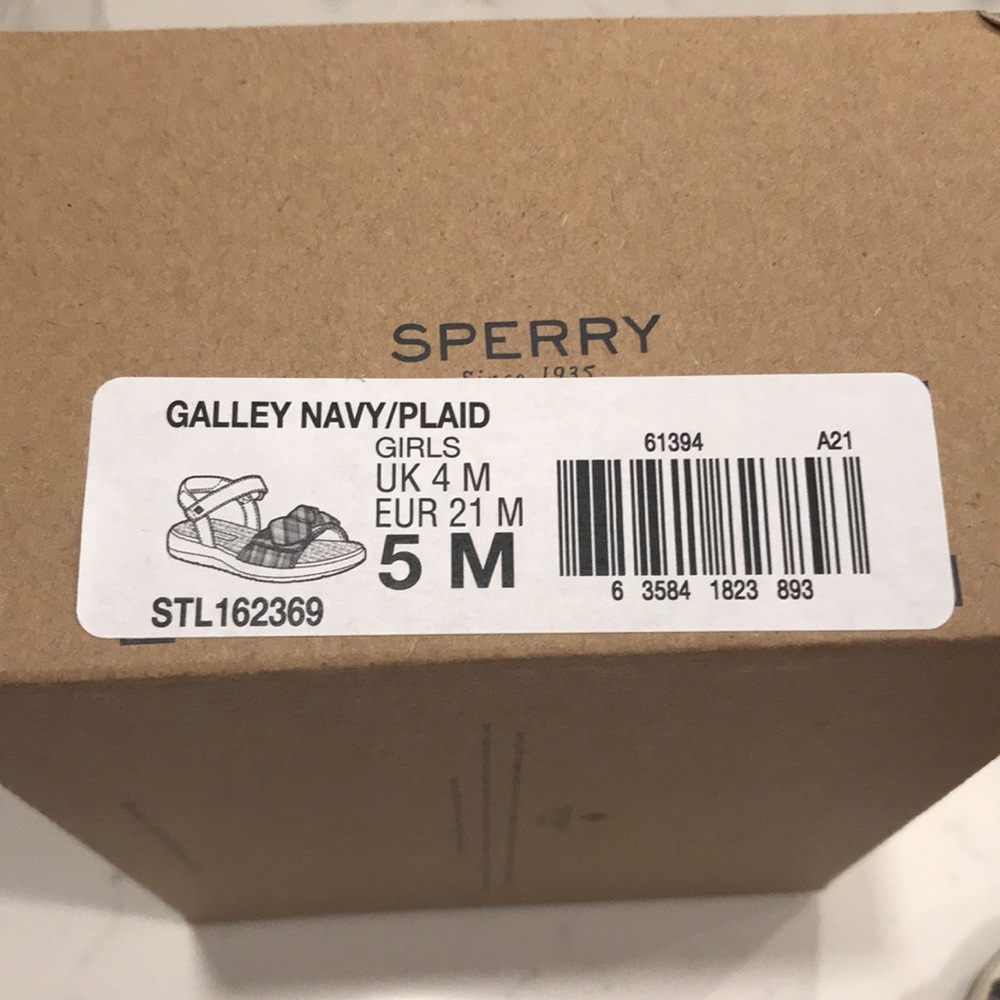 SPERRY
Since 1935
GALLEY NAVY/PLAID
GIRLS
UK 4 M
EUR 21 M
5 M
STL162369
61394 A21
6 3584 1823 893